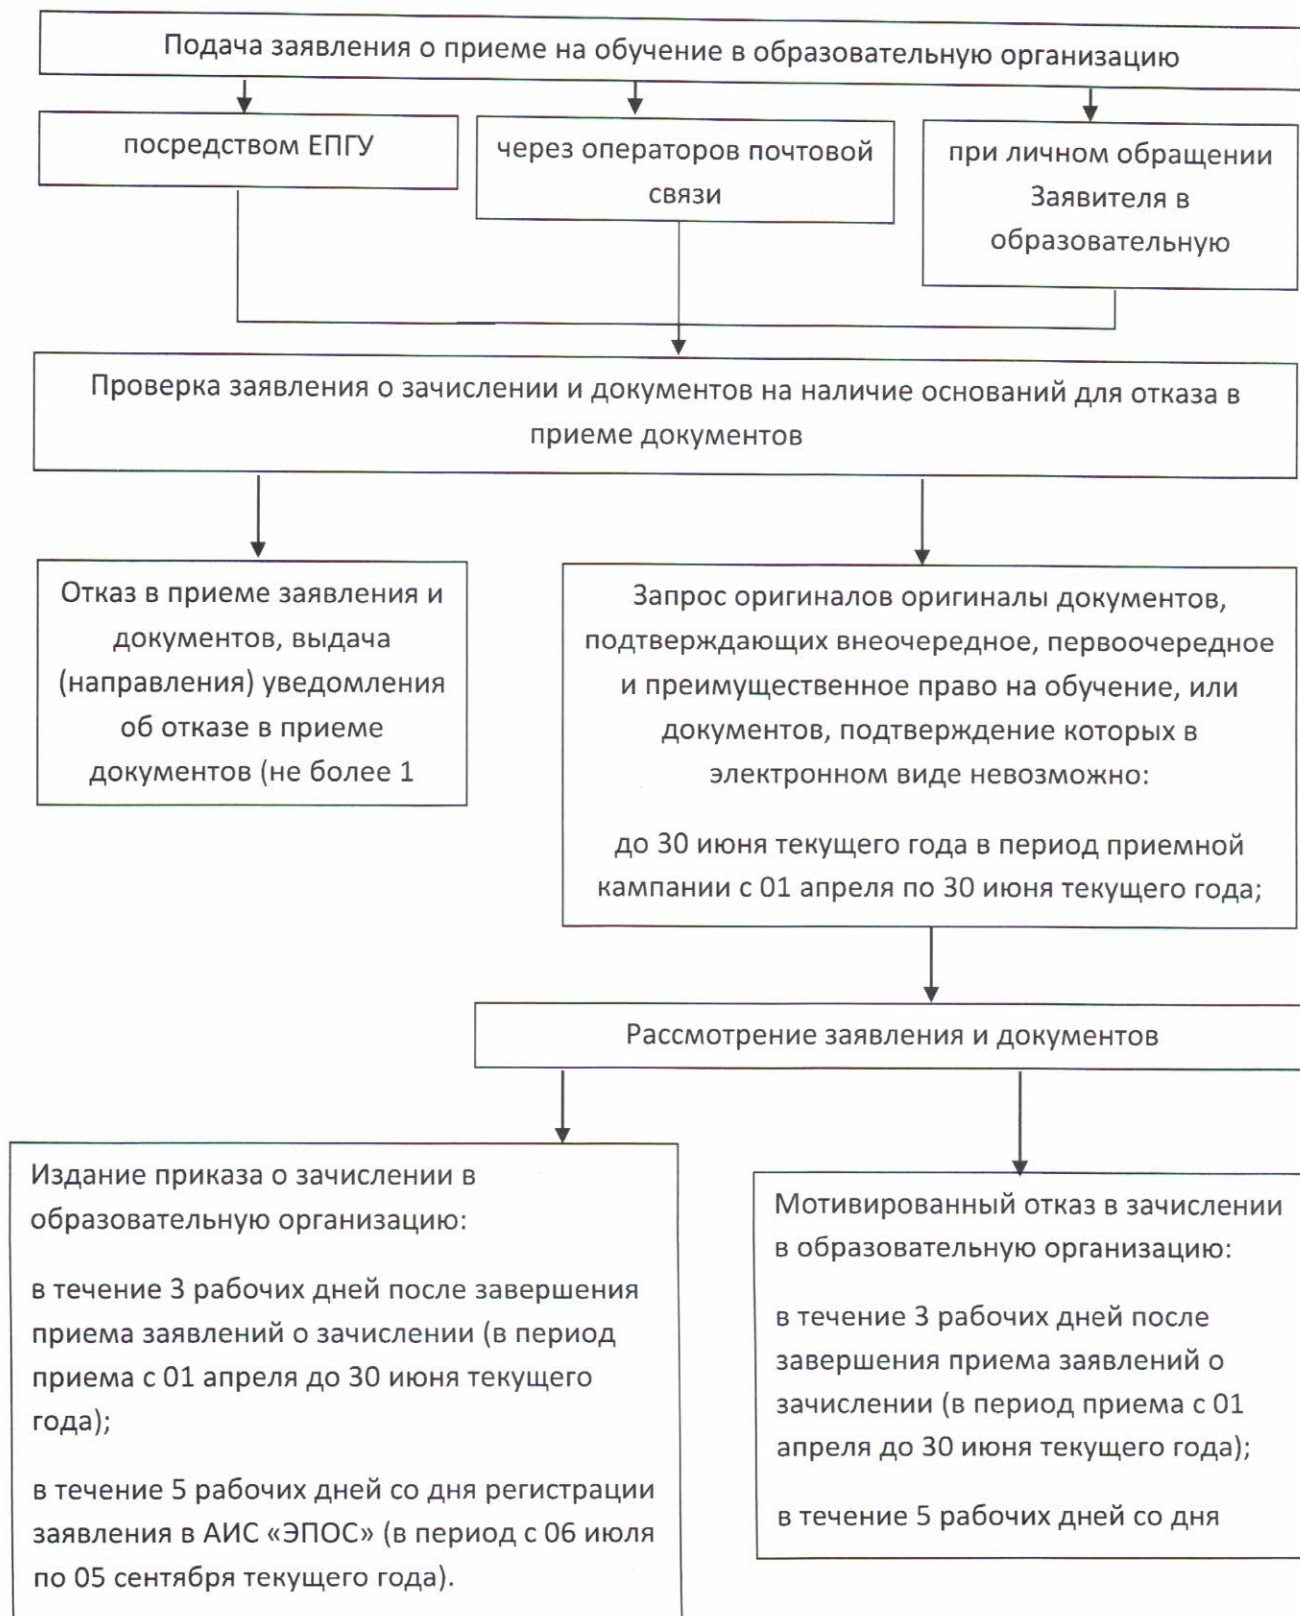 Подача заявления о приеме на обучение в образовательную организацию
посредством ЕПГУ
через операторов почтовой
связи
при личном обращении
Заявителя в
образовательную
Проверка заявления о зачислении и документов на наличие оснований для отказа в
приеме документов
Отказ в приеме заявления и
документов, выдача
(направления) уведомления
об отказе в приеме
документов (не более 1
Запрос оригиналов оригиналы документов,
подтверждающих внеочередное, первоочередное
и преимущественное право на обучение, или
документов, подтверждение которых в
электронном виде невозможно:
до 30 июня текущего года в период приемной
кампании с 01 апреля по 30 июня текущего года;
Рассмотрение заявления и документов
Издание приказа о зачислении в
образовательную организацию:
в течение 3 рабочих дней после завершения
приема заявлений о зачислении (в период
приема с 01 апреля до 30 июня текущего
года);
в течение 5 рабочих дней со дня регистрации
заявления в АИС «ЭПОС» (в период с 06 июля
по 05 сентября текущего года).
Мотивированный отказ в зачислении
в образовательную организацию:
в течение 3 рабочих дней после
завершения приема заявлений о
зачислении (в период приема с 01
апреля до 30 июня текущего года);
в течение 5 рабочих дней со дня